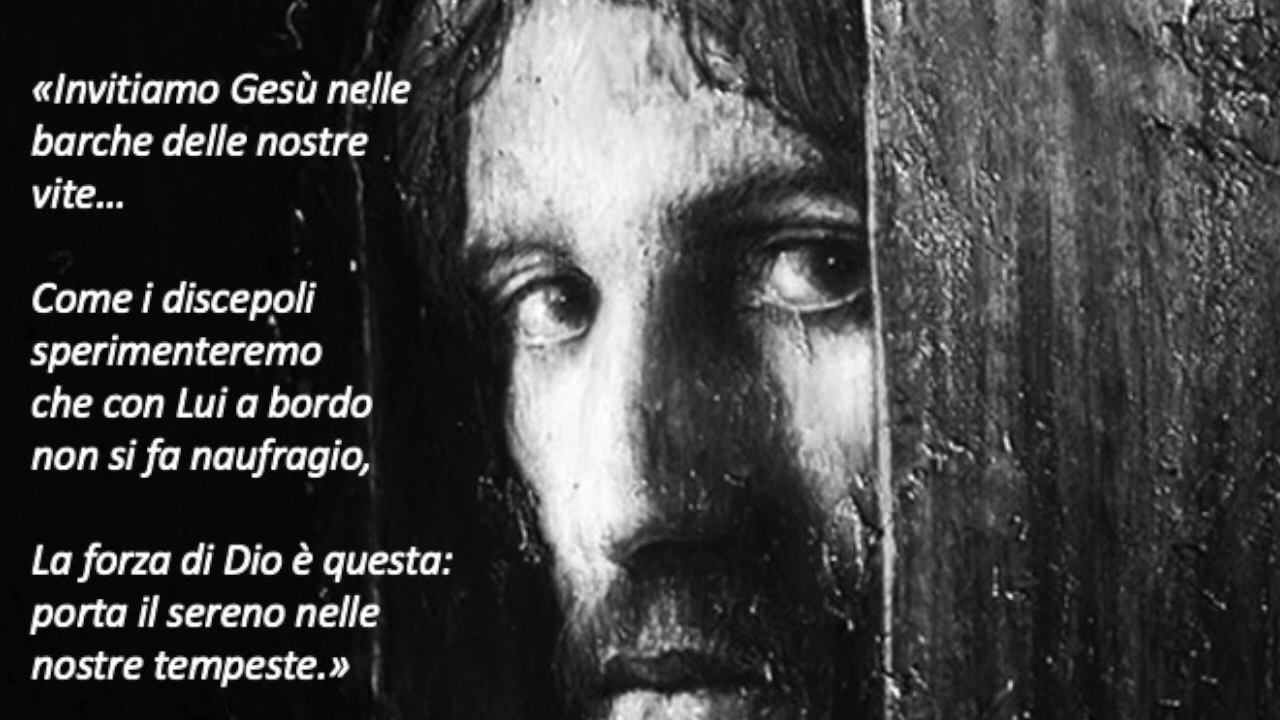 «Invitiamo Gesù nelle
barche delle nostre
vite...
Come i discepoli
sperimenteremo
che con Lui a bordo
non si fa naufragio,
La forza di Dio è questa:
porta il sereno nelle
nostre tempeste.»